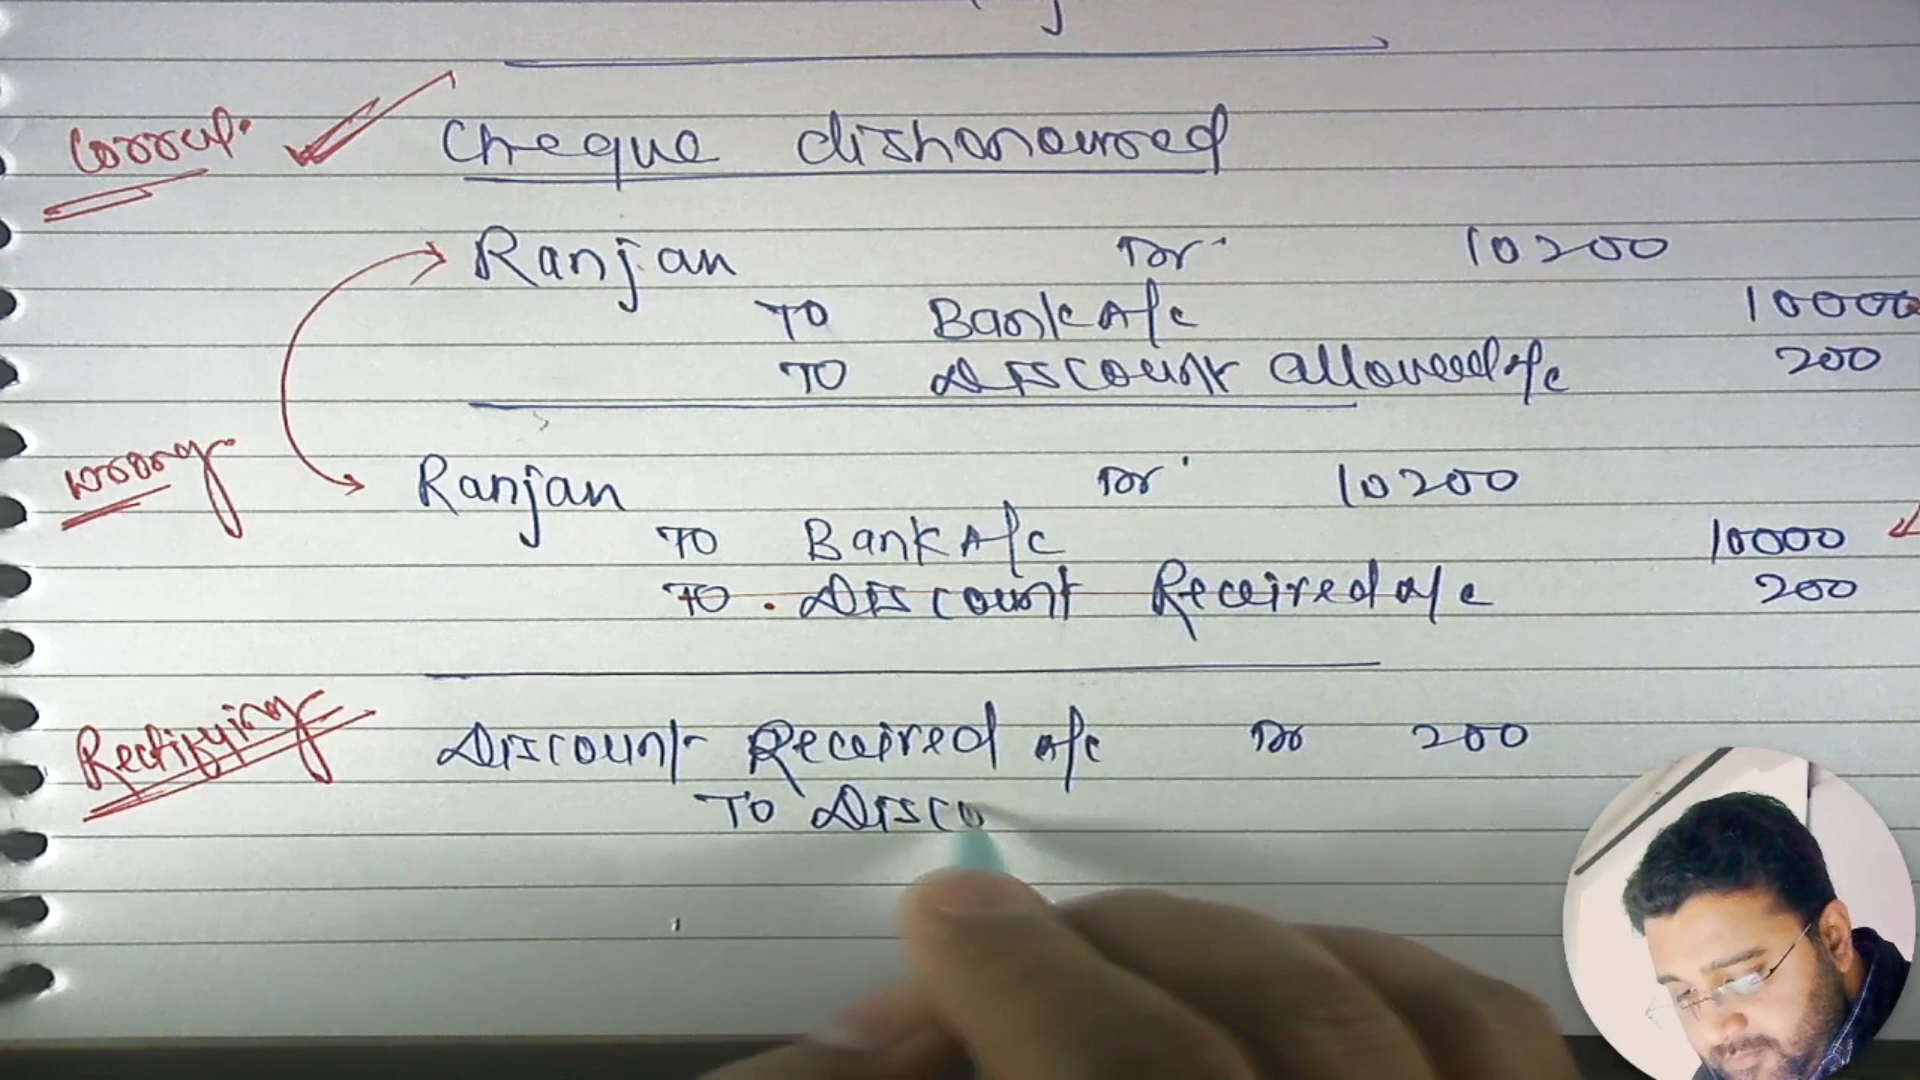 Correct. Cheque dishonoured
Ranjan Dr. 10200
TO Bank A/c 10000
TO Discount allowed A/c 200
wrong Ranjan Dr. 10200
TO Bank A/c 10000
TO Discount Received A/c 200
Rectifying Discount Received A/c Dr 200
TO Disco